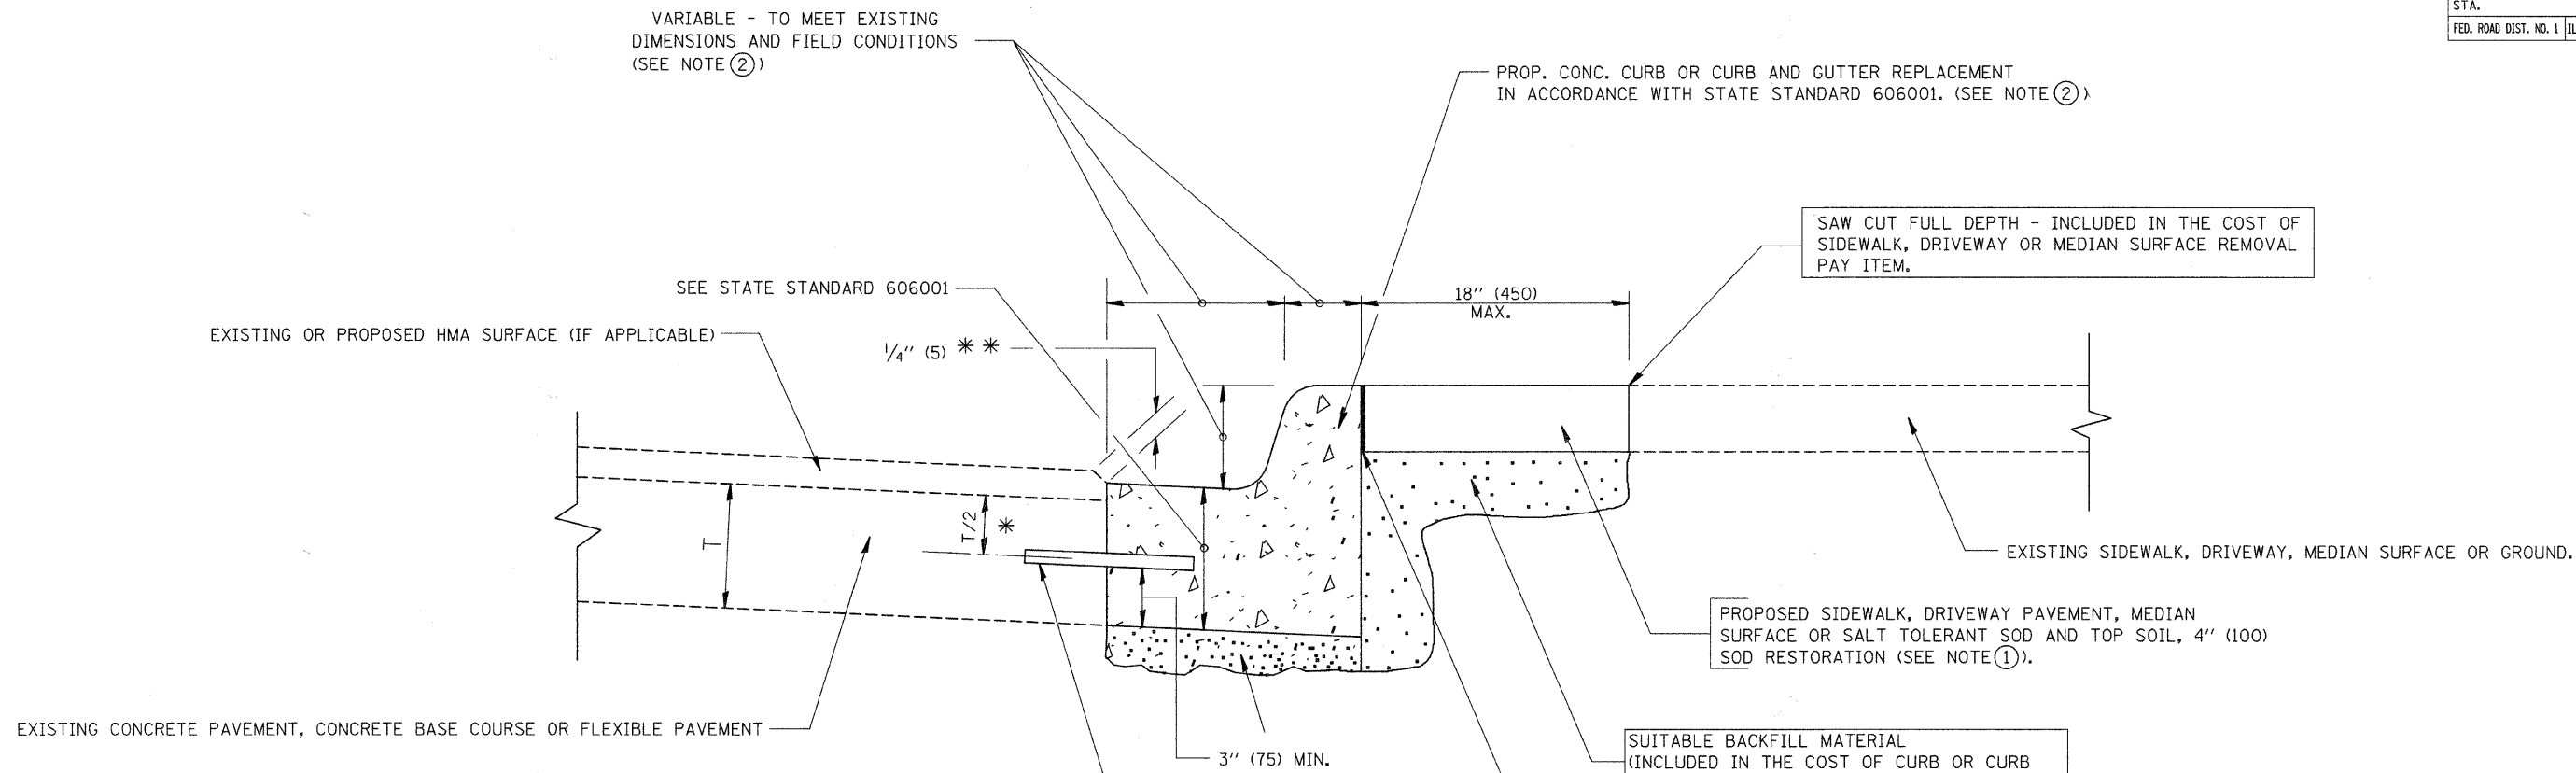 VARIABLE - TO MEET EXISTING
DIMENSIONS AND FIELD CONDITIONS
(SEE NOTE ②)
STA.
FED. ROAD DIST. NO. 1
PROP. CONC. CURB OR CURB AND GUTTER REPLACEMENT
IN ACCORDANCE WITH STATE STANDARD 606001. (SEE NOTE ②)
SAW CUT FULL DEPTH - INCLUDED IN THE COST OF
SIDEWALK, DRIVEWAY OR MEDIAN SURFACE REMOVAL
PAY ITEM.
SEE STATE STANDARD 606001
18" (450)
MAX.
EXISTING OR PROPOSED HMA SURFACE (IF APPLICABLE)
1/4" (5) * *
T
T/2 *
EXISTING SIDEWALK, DRIVEWAY, MEDIAN SURFACE OR GROUND.
PROPOSED SIDEWALK, DRIVEWAY PAVEMENT, MEDIAN
SURFACE OR SALT TOLERANT SOD AND TOP SOIL, 4" (100)
SOD RESTORATION (SEE NOTE ①).
EXISTING CONCRETE PAVEMENT, CONCRETE BASE COURSE OR FLEXIBLE PAVEMENT
3" (75) MIN.
SUITABLE BACKFILL MATERIAL
(INCLUDED IN THE COST OF CURB OR CURB